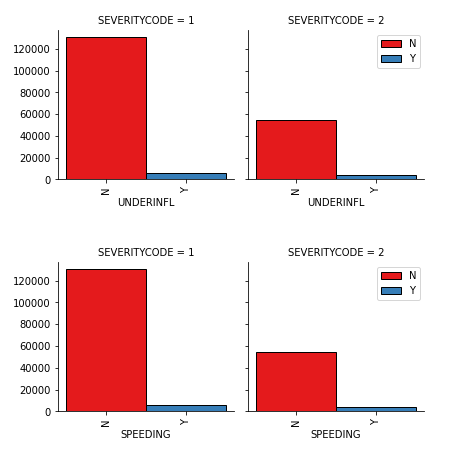 SEVERITYCODE = 1
SEVERITYCODE = 2
120000
100000
80000
60000
40000
20000
0
N
Y
N
Y
N
Y
UNDERINFL
UNDERINFL
SEVERITYCODE = 1
SEVERITYCODE = 2
120000
100000
80000
60000
40000
20000
0
N
Y
N
Y
N
Y
SPEEDING
SPEEDING